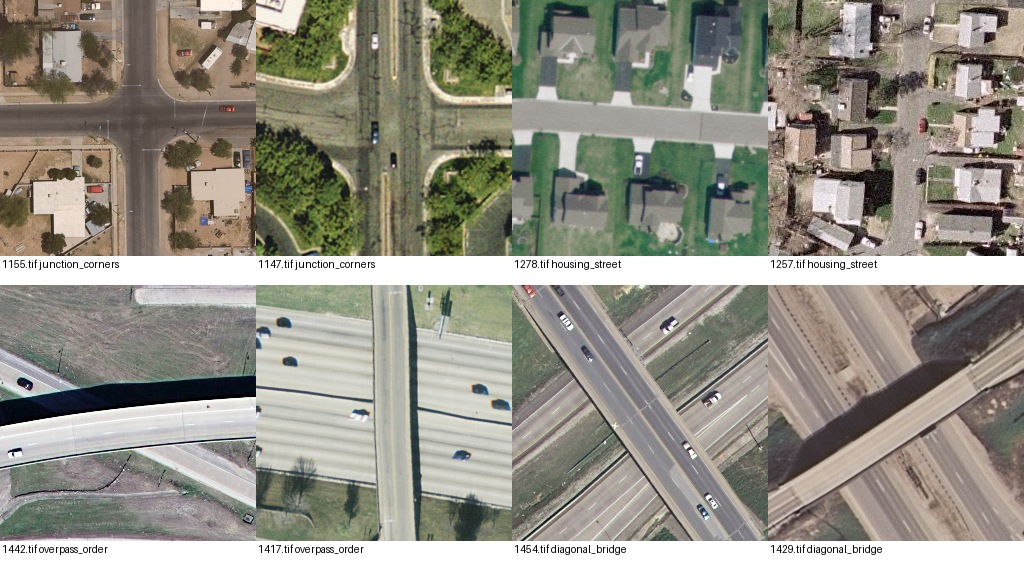 1155.tif junction_corners
1147.tif junction_corners
1278.tif housing_street
1257.tif housing_street
1442.tif overpass_order
1417.tif overpass_order
1454.tif diagonal_bridge
1429.tif diagonal_bridge